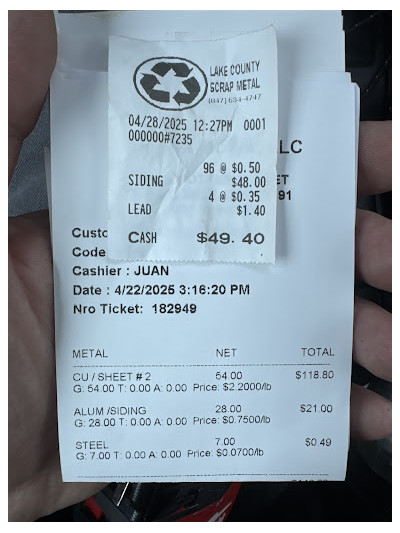 LAKE COUNTY
SCRAP METAL
(847) 634-4747
04/28/2025 12:27PM 0001
000000#7235
96 @ $0.50
SIDING $48.00
4 @ $0.35
LEAD $1.40
CASH $49.40
LC
ET
91
Custo
Code
Cashier : JUAN
Date : 4/22/2025 3:16:20 PM
Nro Ticket: 182949
METAL NET TOTAL
CU / SHEET # 2 54.00 $118.80
G: 54.00 T: 0.00 A: 0.00 Price: $2.2000/lb
ALUM /SIDING 28.00 $21.00
G: 28.00 T: 0.00 A: 0.00 Price: $0.7500/lb
STEEL 7.00 $0.49
G: 7.00 T: 0.00 A: 0.00 Price: $0.0700/lb